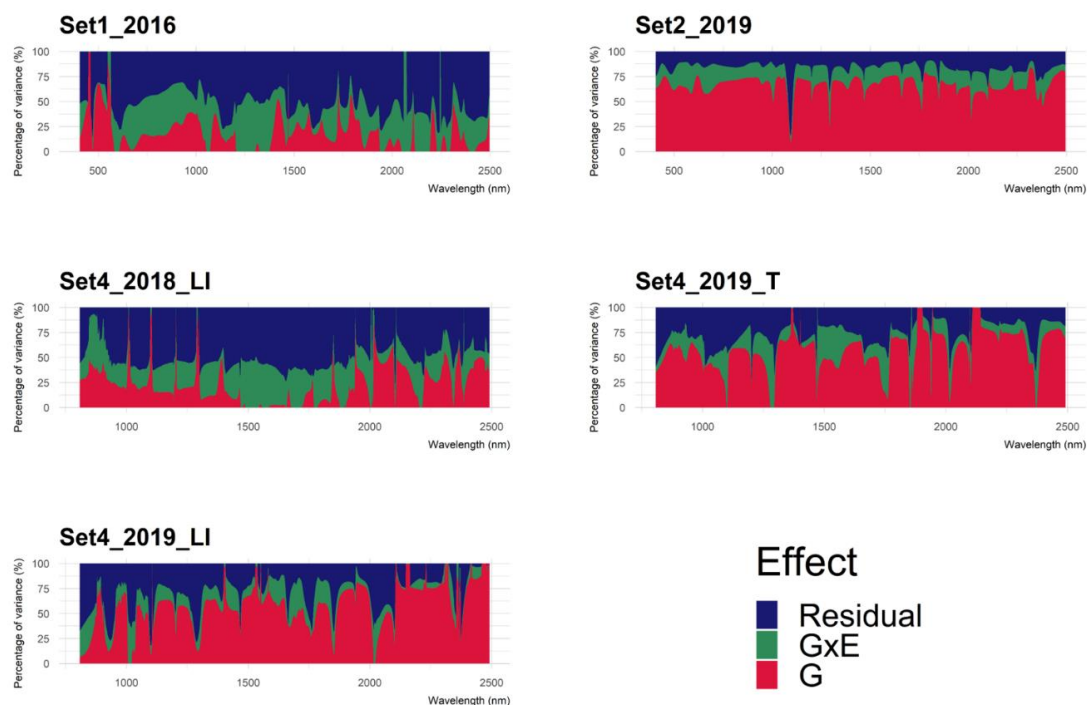 Set1_2016
Percentage of variance (%)
100
75
50
25
0
500
1000
1500
2000
2500
Wavelength (nm)
Set2_2019
Percentage of variance (%)
100
75
50
25
0
500
1000
1500
2000
2500
Wavelength (nm)
Set4_2018_LI
Percentage of variance (%)
100
75
50
25
0
1000
1500
2000
2500
Wavelength (nm)
Set4_2019_T
Percentage of variance (%)
100
75
50
25
0
1000
1500
2000
2500
Wavelength (nm)
Set4_2019_LI
Percentage of variance (%)
100
75
50
25
0
1000
1500
2000
2500
Wavelength (nm)
Effect
Residual
GxE
G